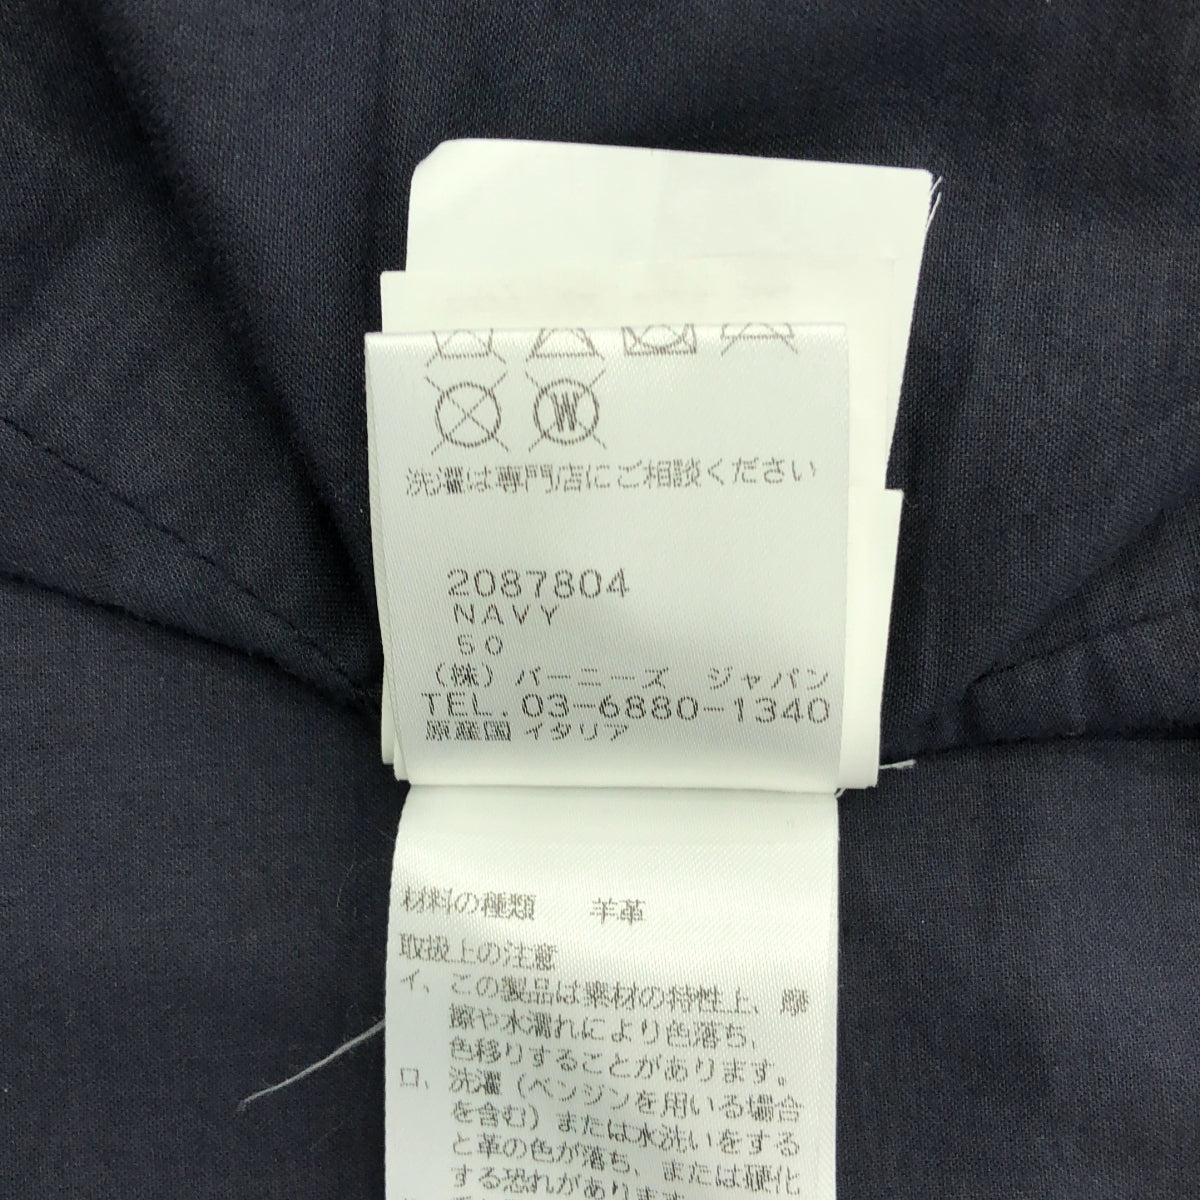 W
洗濯は専門店にご相談ください
2087804
NAVY
50
(株) バーニーズ ジャパン
TEL. 03-6880-1340
原産国 イタリア
材料の種類 羊革
取扱上の注意
イ、この製品は素材の特性上、摩
擦や水濡れにより色落ち、
色移りすることがあります。
ロ、洗濯(ベンジンを用いる場合
を含む)または水洗いをする
と革の色が落ち、または硬化
する恐れがあります。